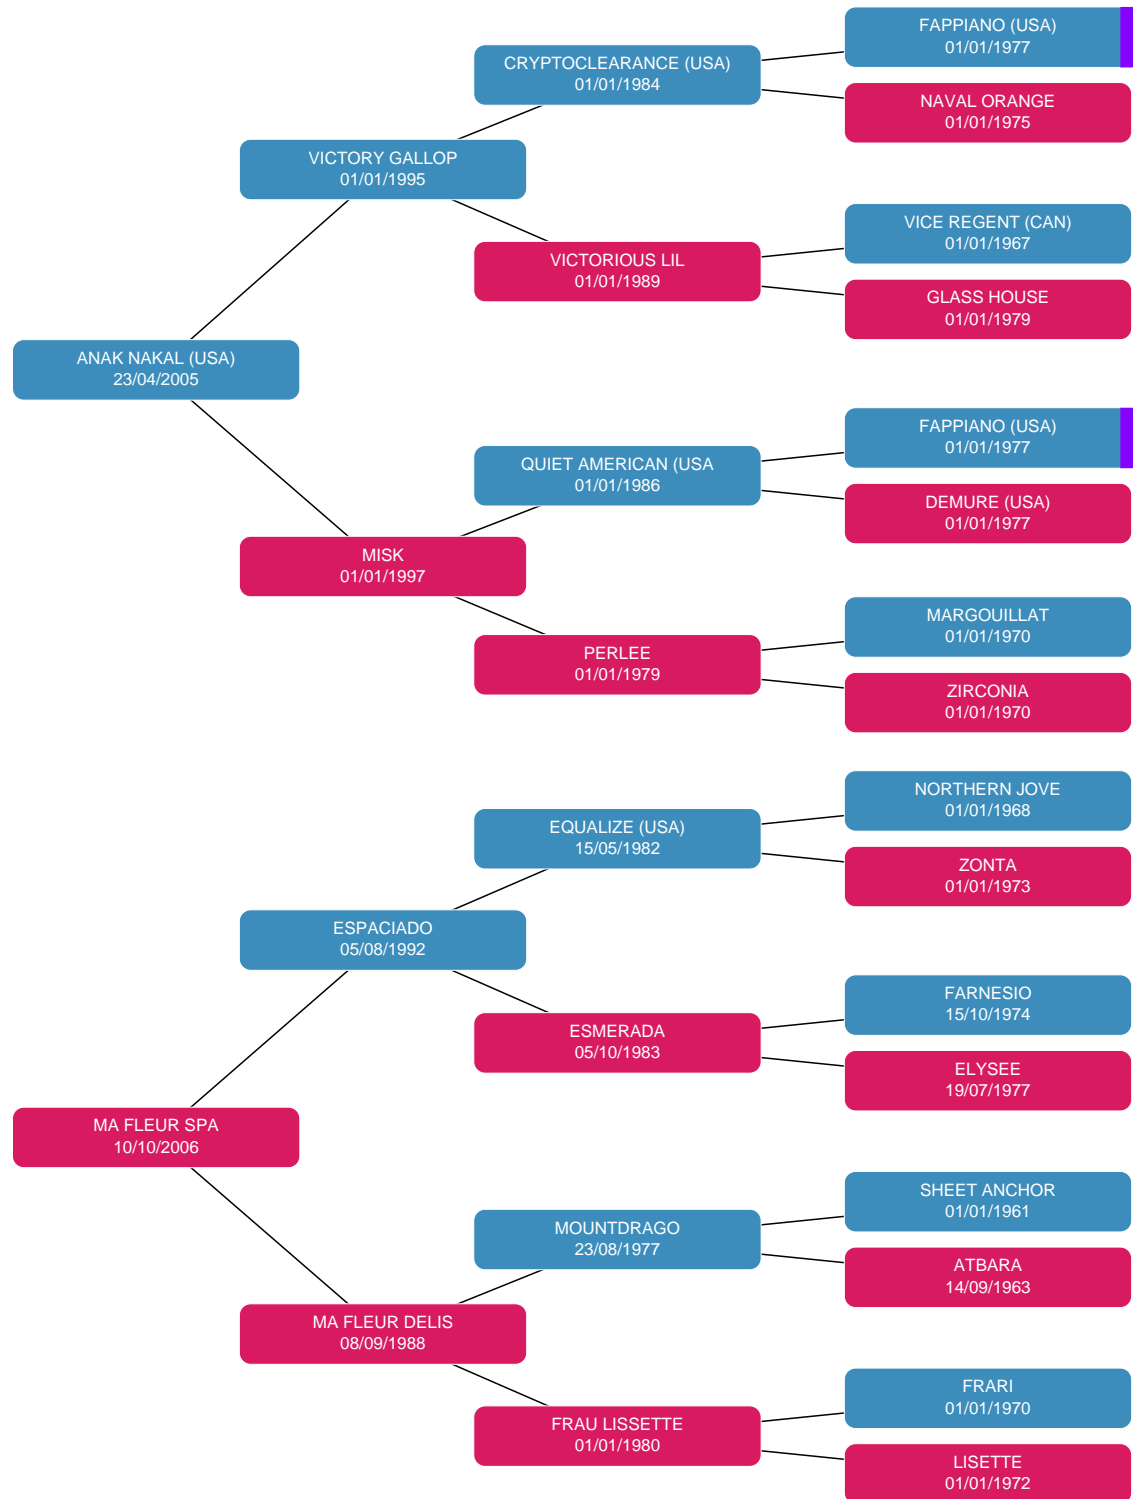 FAPPIANO (USA)
01/01/1977
CRYPTOCLEARANCE (USA)
01/01/1984
NAVAL ORANGE
01/01/1975
VICTORY GALLOP
01/01/1995
VICE REGENT (CAN)
01/01/1967
VICTORIOUS LIL
01/01/1989
GLASS HOUSE
01/01/1979
ANAK NAKAL (USA)
23/04/2005
FAPPIANO (USA)
01/01/1977
QUIET AMERICAN (USA
01/01/1986
DEMURE (USA)
01/01/1977
MISK
01/01/1997
MARGOUILLAT
01/01/1970
PERLEE
01/01/1979
ZIRCONIA
01/01/1970
NORTHERN JOVE
01/01/1968
EQUALIZE (USA)
15/05/1982
ZONTA
01/01/1973
ESPACIADO
05/08/1992
FARNESIO
15/10/1974
ESMERADA
05/10/1983
ELYSEE
19/07/1977
MA FLEUR SPA
10/10/2006
SHEET ANCHOR
01/01/1961
MOUNTDRAGO
23/08/1977
ATBARA
14/09/1963
MA FLEUR DELIS
08/09/1988
FRARI
01/01/1970
FRAU LISSETTE
01/01/1980
LISETTE
01/01/1972